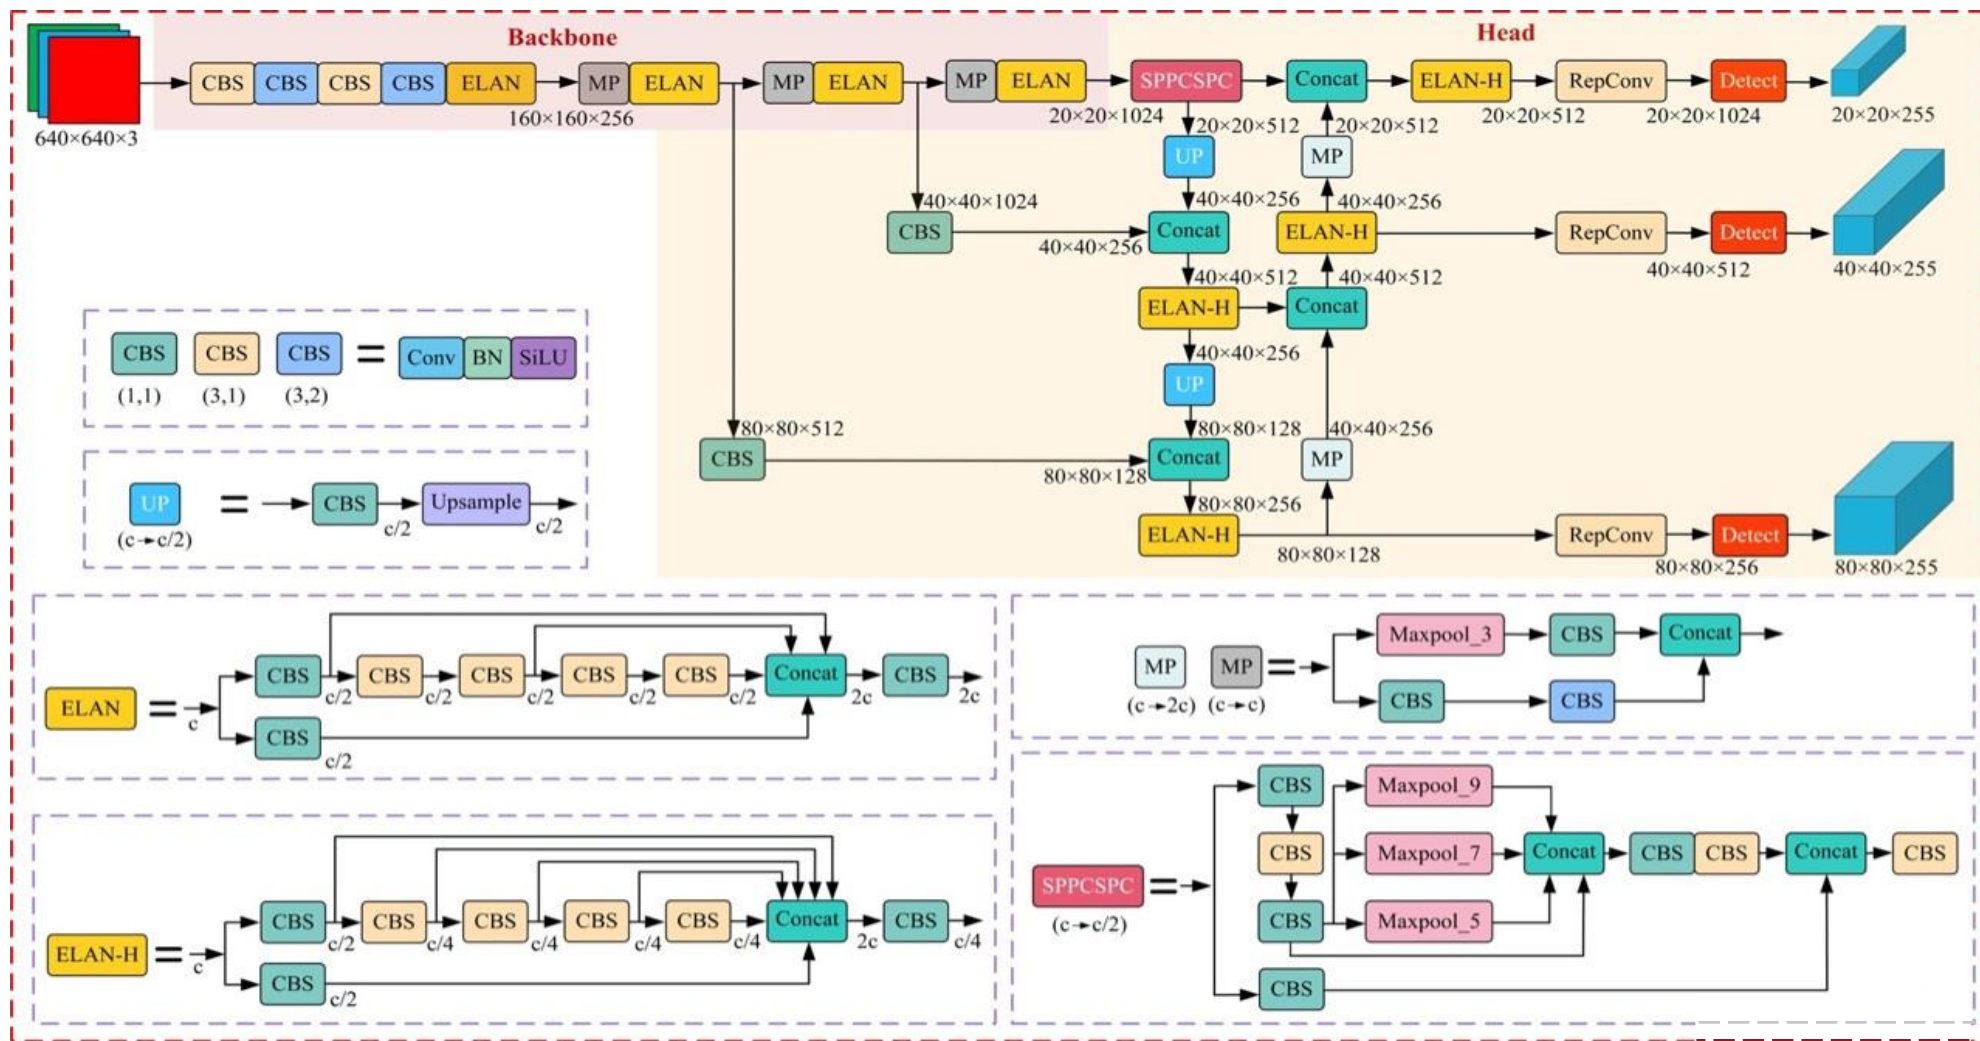 Backbone
Head
CBS CBS CBS CBS ELAN MP ELAN MP ELAN MP ELAN SPPCSPC Concat ELAN-H RepConv Detect
640×640×3
160×160×256
20×20×1024
20×20×512
20×20×512
20×20×512
20×20×1024
20×20×255
UP
MP
40×40×1024
40×40×256
40×40×256
CBS
40×40×256
Concat
ELAN-H
RepConv
Detect
40×40×512
40×40×255
40×40×512
40×40×512
ELAN-H
Concat
40×40×256
UP
80×80×512
80×80×128
40×40×256
CBS
80×80×128
Concat
MP
80×80×256
ELAN-H
80×80×128
RepConv
Detect
80×80×256
80×80×255
CBS CBS CBS = Conv BN SiLU
(1,1) (3,1) (3,2)
UP = CBS Upsample
(c→c/2) c/2 c/2
ELAN = c
CBS CBS CBS CBS CBS Concat CBS
c/2 c/2 c/2 c/2 c/2 2c 2c
CBS
c/2
ELAN-H = c
CBS CBS CBS CBS CBS Concat CBS
c/2 c/4 c/4 c/4 c/4 2c c/4
CBS
c/2
MP MP =
(c→2c) (c→c)
Maxpool_3 CBS Concat
CBS CBS
SPPCSPC =
(c→c/2)
CBS Maxpool_9
CBS Maxpool_7 Concat CBS CBS Concat CBS
CBS Maxpool_5
CBS